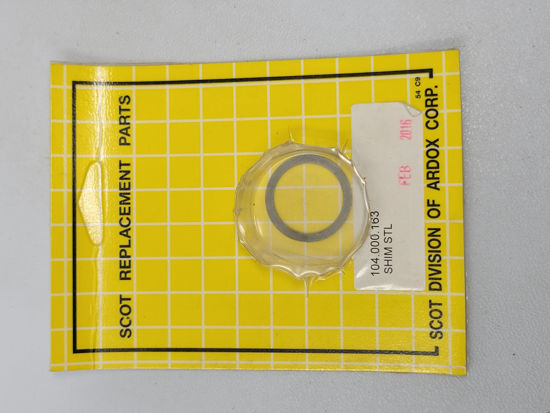 SCOT REPLACEMENT PARTS
104.000.163
SHIM STL
FEB 2016
SCOT DIVISION OF ARDOX CORP.
54 C9